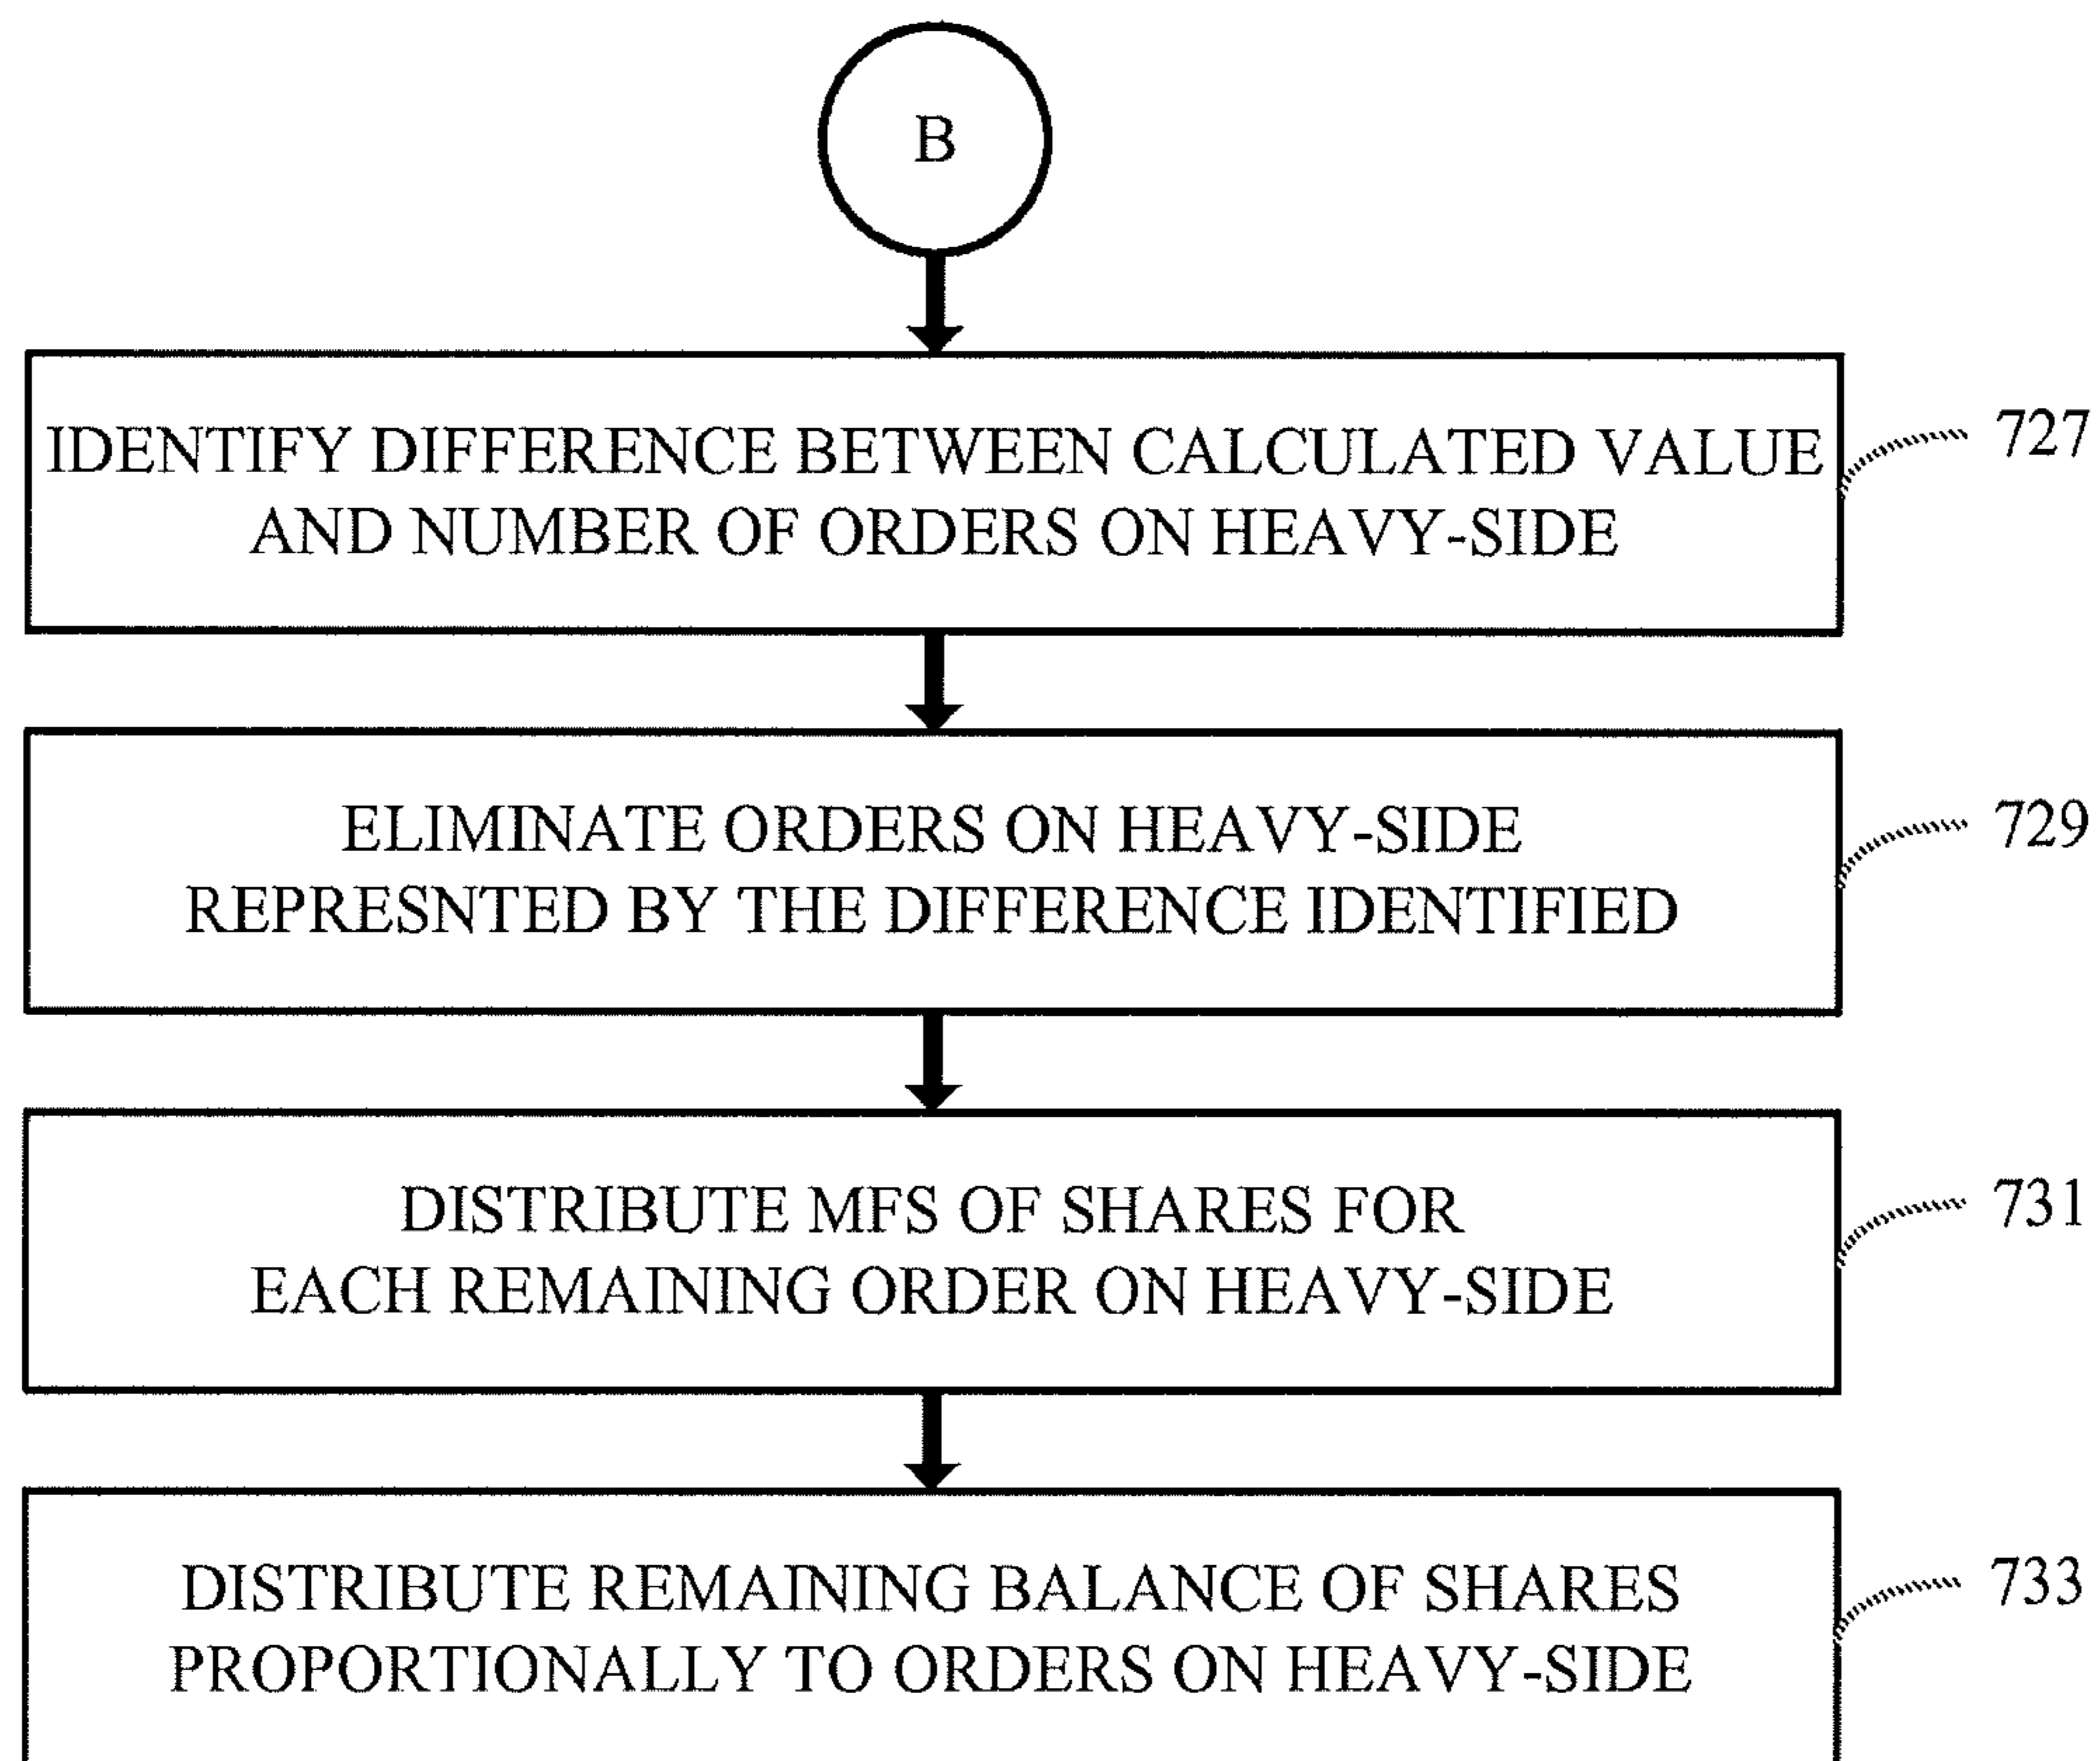 B
IDENTIFY DIFFERENCE BETWEEN CALCULATED VALUE
AND NUMBER OF ORDERS ON HEAVY-SIDE
727
ELIMINATE ORDERS ON HEAVY-SIDE
REPRESNTED BY THE DIFFERENCE IDENTIFIED
729
DISTRIBUTE MFS OF SHARES FOR
EACH REMAINING ORDER ON HEAVY-SIDE
731
DISTRIBUTE REMAINING BALANCE OF SHARES
PROPORTIONALLY TO ORDERS ON HEAVY-SIDE
733